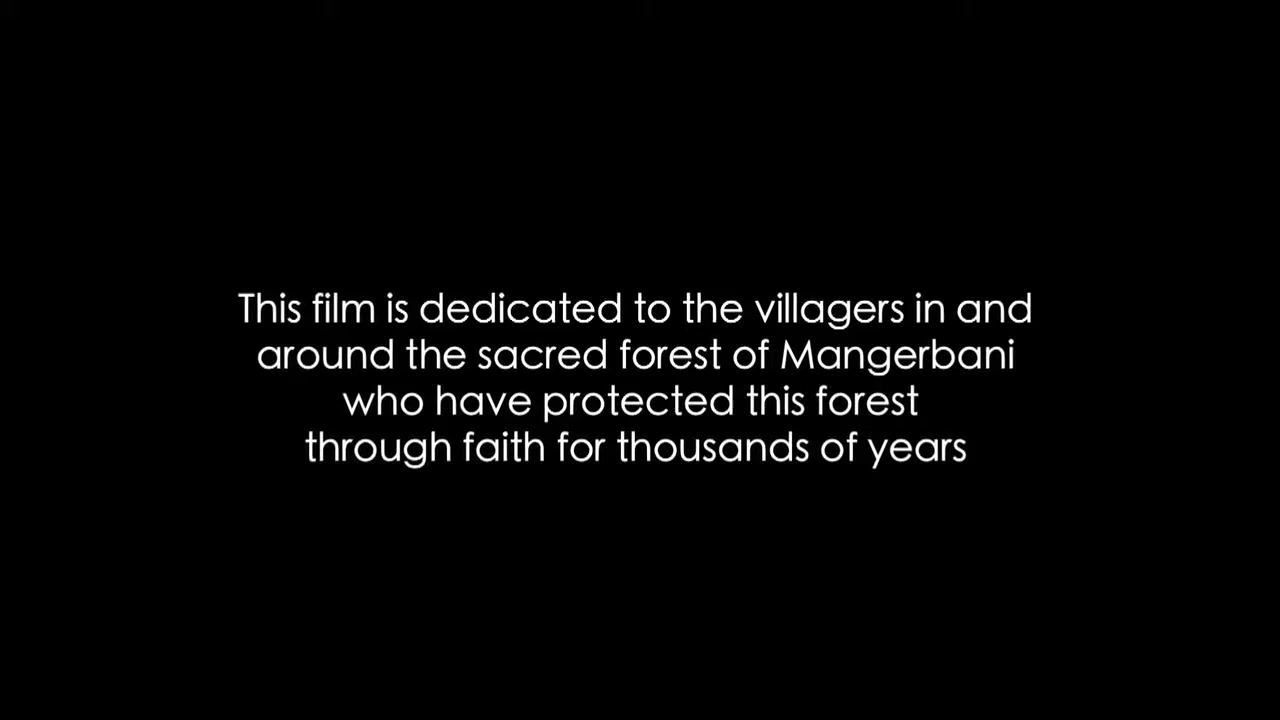 This film is dedicated to the villagers in and
around the sacred forest of Mangerbani
who have protected this forest
through faith for thousands of years